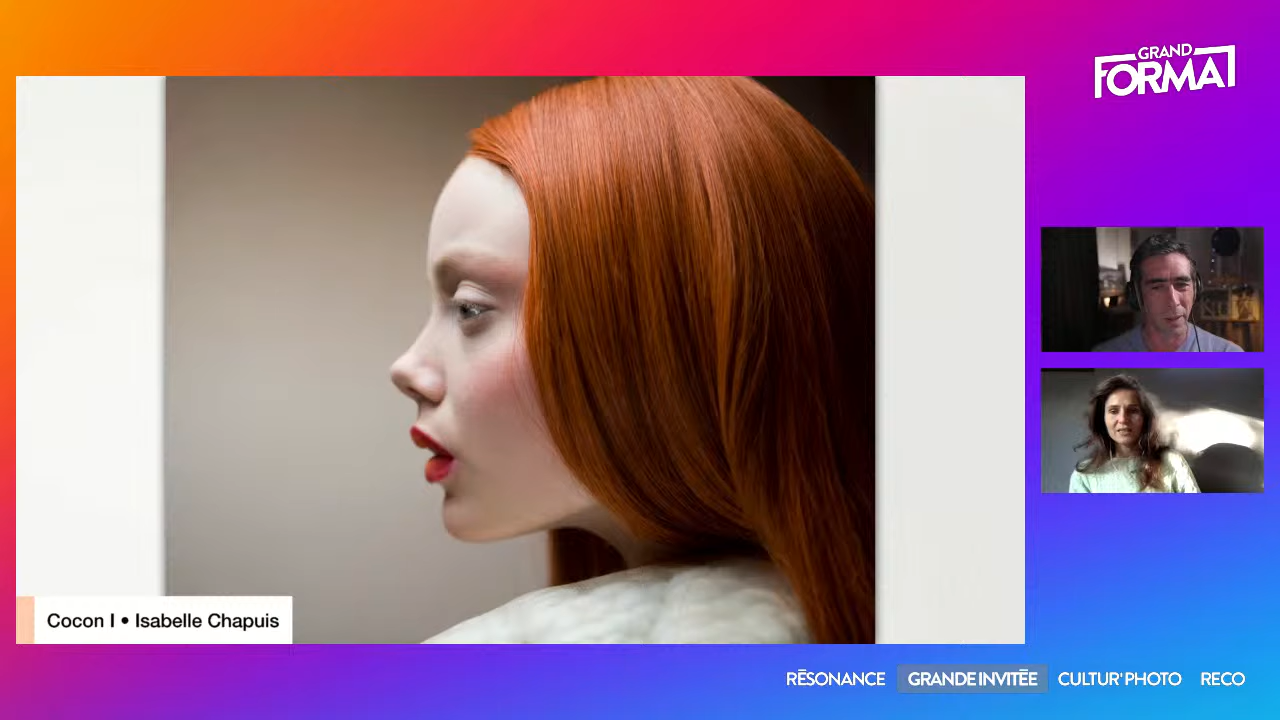 GRAND
FORMAT
Cocon I • Isabelle Chapuis
RĒSONANCE
GRANDE INVITĒE
CULTUR'PHOTO
RECO